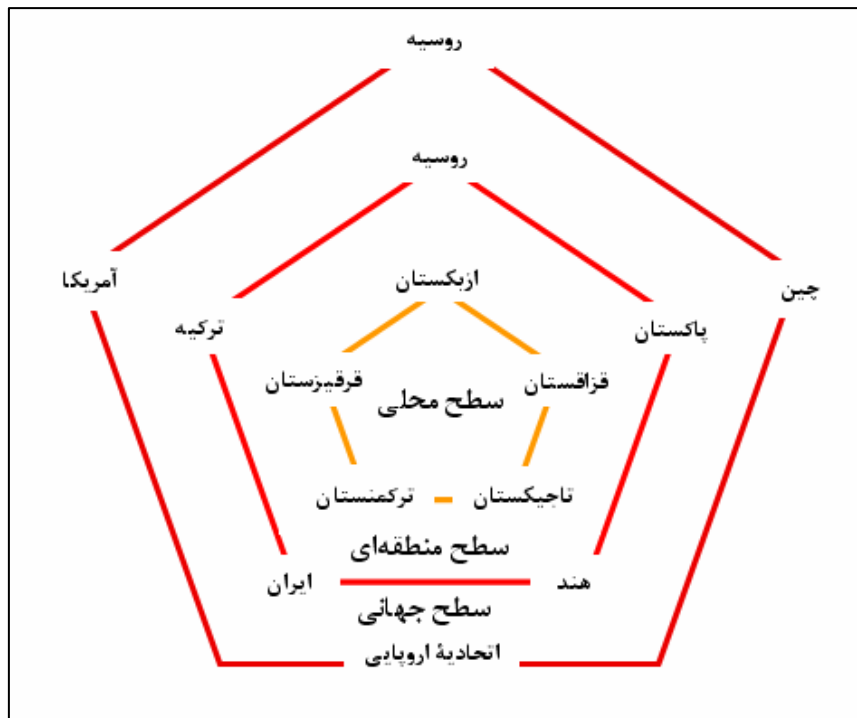 روسیه
روسیه
ازبکستان
آمریکا
چین
ترکیه
پاکستان
قرقیزستان
قزاقستان
سطح محلی
ترکمنستان
تاجیکستان
سطح منطقه‌ای
ایران
هند
سطح جهانی
اتحادیهٔ اروپایی